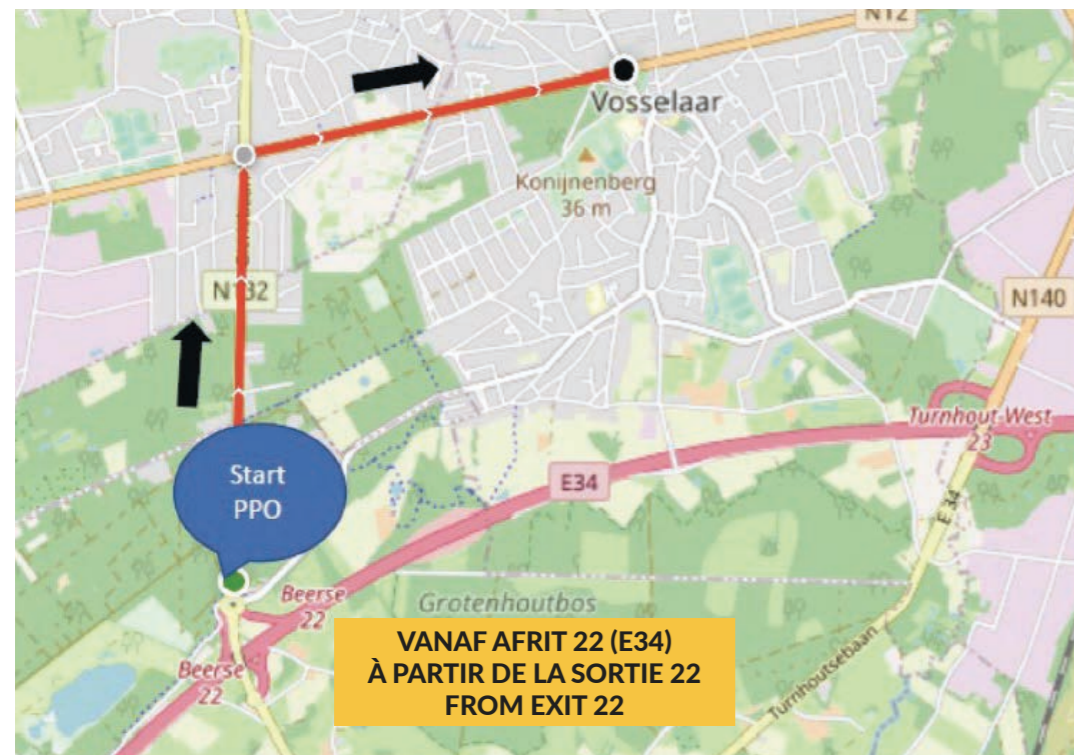 N12
Vosselaar
Konijnenberg
36 m
N132
N140
Turnhout-West
23
Start
PPO
E34
E 34
Beerse
22
Grotenhoutbos
Beerse
22
Turnhoutsebaan
VANAF AFRIT 22 (E34)
À PARTIR DE LA SORTIE 22
FROM EXIT 22